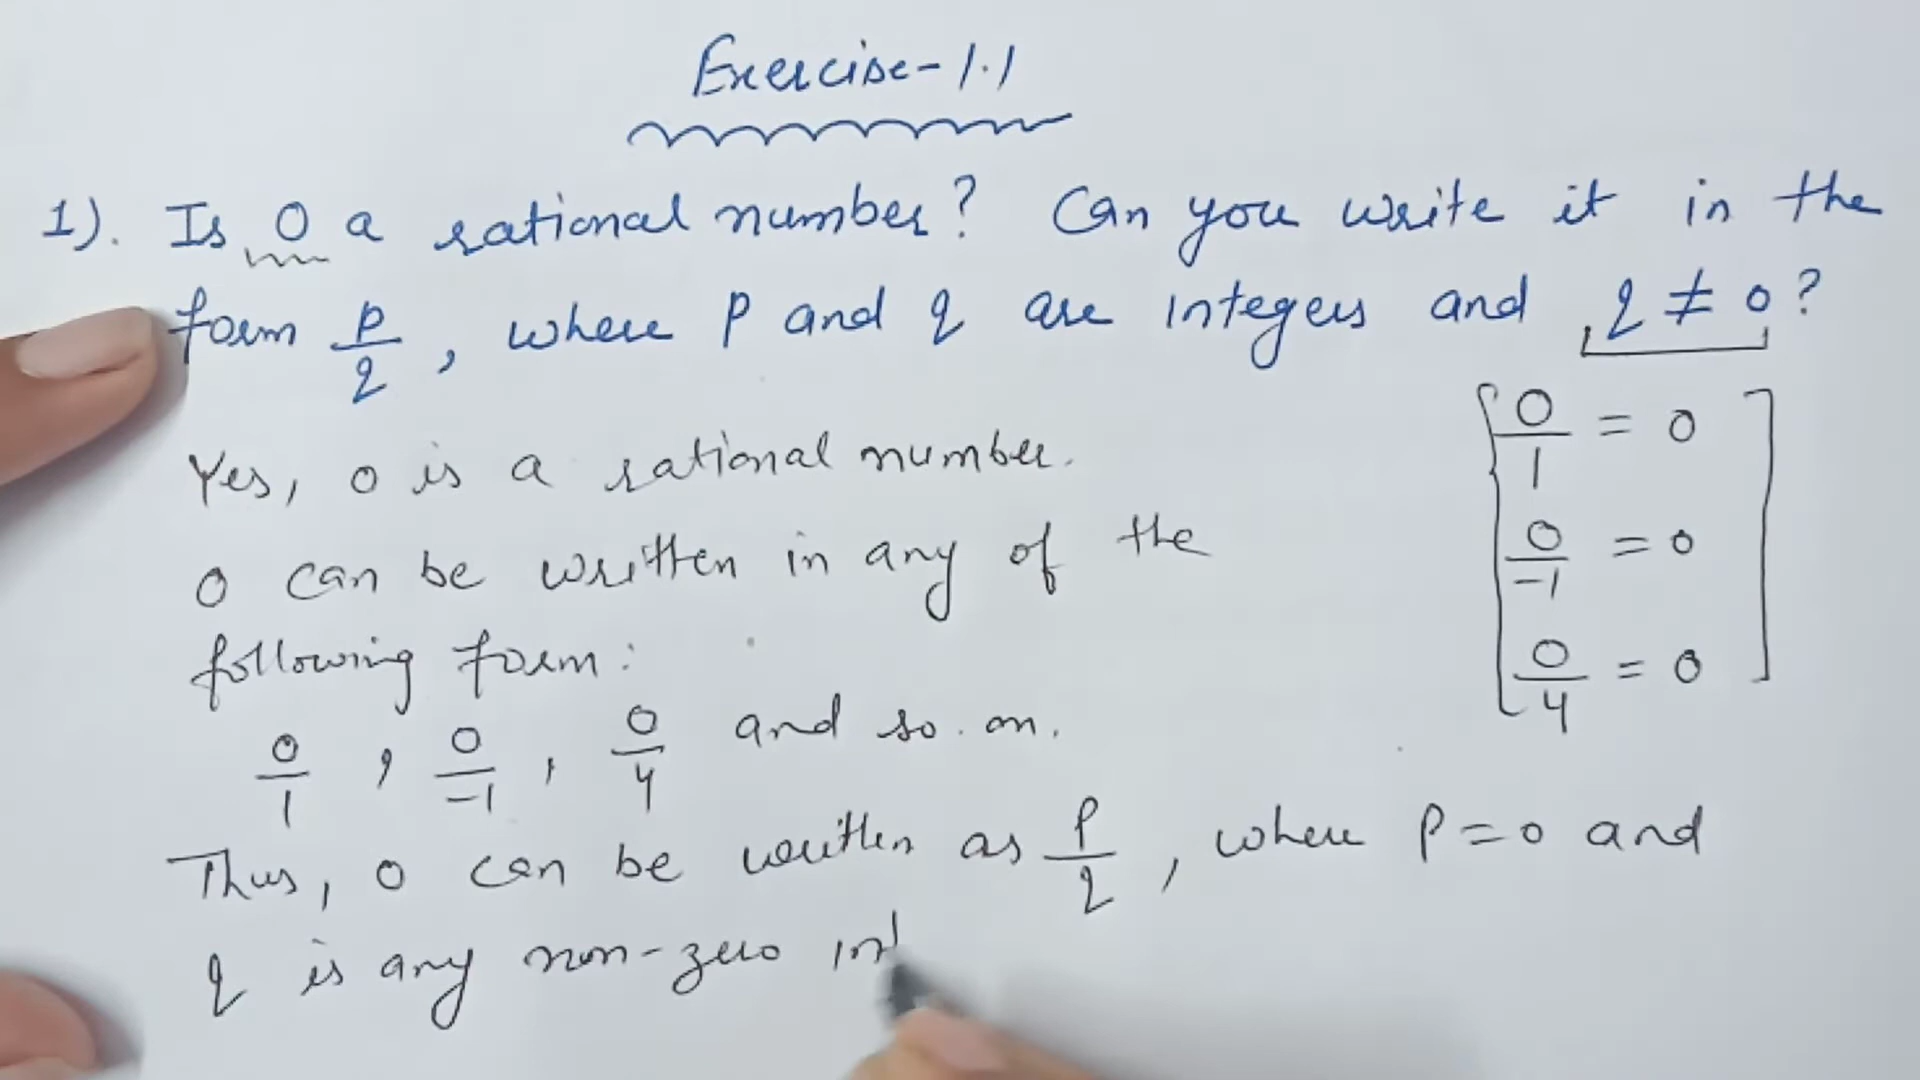 Exercise-1.1
1). Is 0 a rational number? Can you write it in the
form p/q, where p and q are integers and q ≠ 0?
Yes, 0 is a rational number.
0 can be written in any of the
following form:
0/1, 0/-1, 0/4 and so on.
Thus, 0 can be written as p/q, where p=0 and
q is any non-zero int
0/1 = 0
0/-1 = 0
0/4 = 0